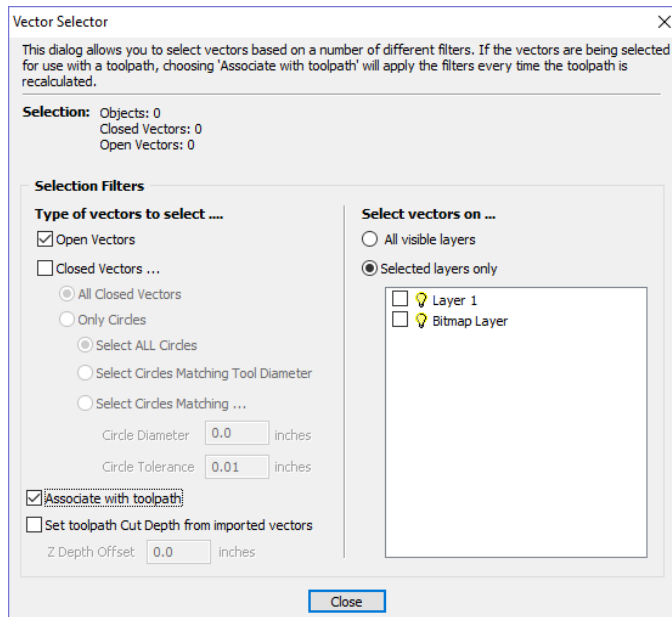 Vector Selector
This dialog allows you to select vectors based on a number of different filters. If the vectors are being selected
for use with a toolpath, choosing 'Associate with toolpath' will apply the filters every time the toolpath is
recalculated.
Selection: Objects: 0
Closed Vectors: 0
Open Vectors: 0
Selection Filters
Type of vectors to select ....
Open Vectors
Closed Vectors ...
All Closed Vectors
Only Circles
Select ALL Circles
Select Circles Matching Tool Diameter
Select Circles Matching ...
Circle Diameter 0.0 inches
Circle Tolerance 0.01 inches
Associate with toolpath
Set toolpath Cut Depth from imported vectors
Z Depth Offset 0.0 inches
Select vectors on ...
All visible layers
Selected layers only
Layer 1
Bitmap Layer
Close